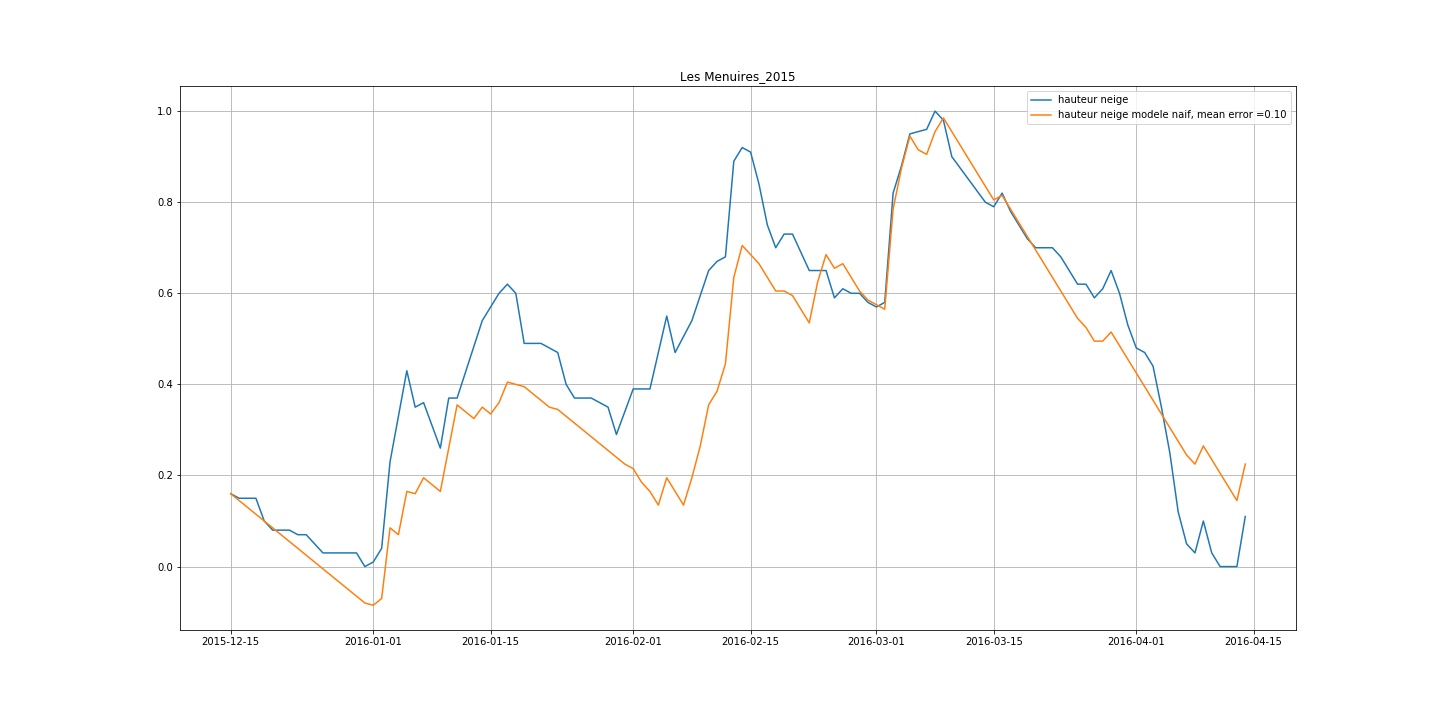 Les Menuires_2015
hauteur neige
hauteur neige modele naif, mean error =0.10
1.0
0.8
0.6
0.4
0.2
0.0
2015-12-15 2016-01-01 2016-01-15 2016-02-01 2016-02-15 2016-03-01 2016-03-15 2016-04-01 2016-04-15